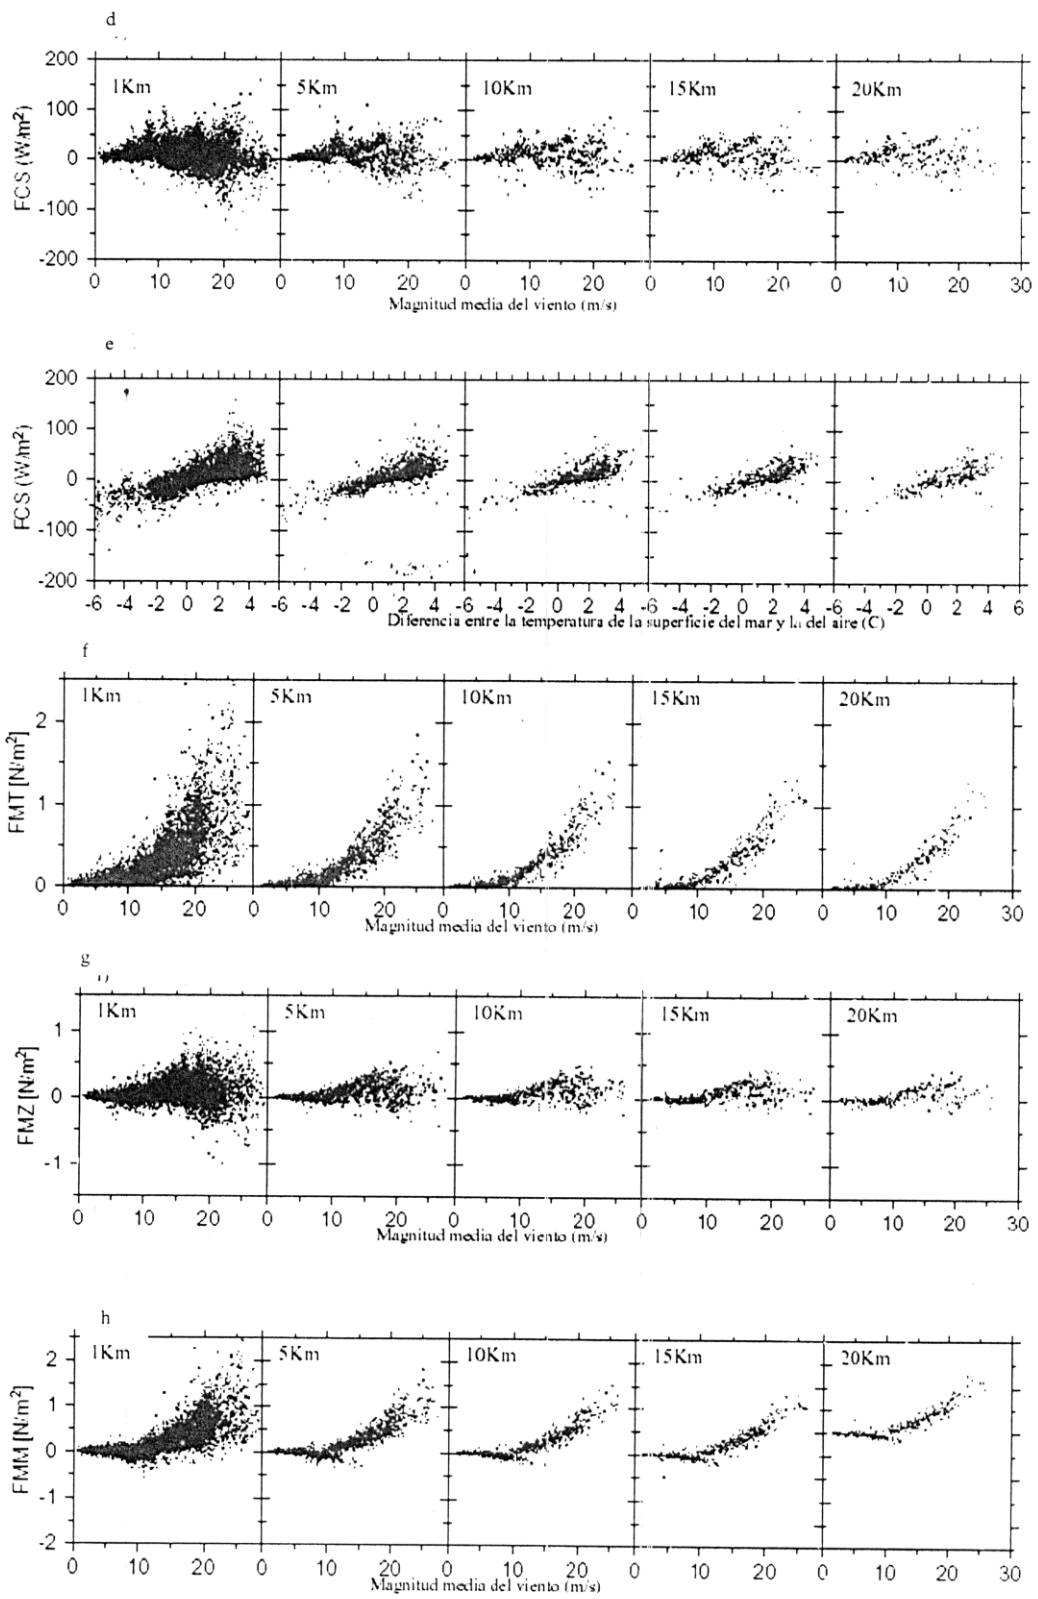 d
200
1Km
5Km
10Km
15Km
20Km
100
0
-100
-200
FCS (W/m²)
0 10 20 0 10 20 0 10 20 0 10 20 0 10 20 30
Magnitud media del viento (m/s)
e
200
100
0
-100
-200
FCS (W/m²)
-6 -4 -2 0 2 4 -6 -4 -2 0 2 4 -6 -4 -2 0 2 4 -6 -4 -2 0 2 4 -6 -4 -2 0 2 4 6
Diferencia entre la temperatura de la superficie del mar y la del aire (C)
f
1Km
5Km
10Km
15Km
20Km
2
1
0
FMT [N/m²]
0 10 20 0 10 20 0 10 20 0 10 20 0 10 20 30
Magnitud media del viento (m/s)
g
1Km
5Km
10Km
15Km
20Km
1
0
-1
FMZ [N/m²]
0 10 20 0 10 20 0 10 20 0 10 20 0 10 20 30
Magnitud media del viento (m/s)
h
1Km
5Km
10Km
15Km
20Km
2
1
0
-1
-2
FMM [N/m²]
0 10 20 0 10 20 0 10 20 0 10 20 0 10 20 30
Magnitud media del viento (m/s)